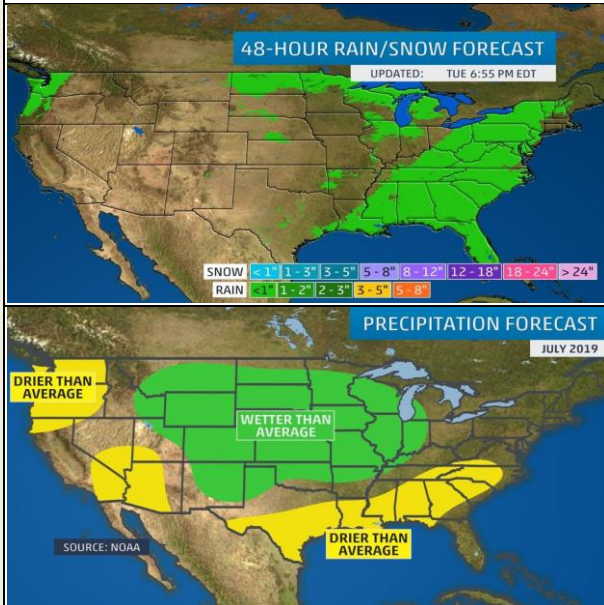 48-HOUR RAIN/SNOW FORECAST
UPDATED: TUE 6:55 PM EDT
SNOW <1" 1 - 3" 3 - 5" 5 - 8" 8 - 12" 12 - 18" 18 - 24" > 24"
RAIN <1" 1 - 2" 2 - 3" 3 - 5" 5 - 8"
PRECIPITATION FORECAST
JULY 2019
DRIER THAN
AVERAGE
WETTER THAN
AVERAGE
SOURCE: NOAA
DRIER THAN
AVERAGE